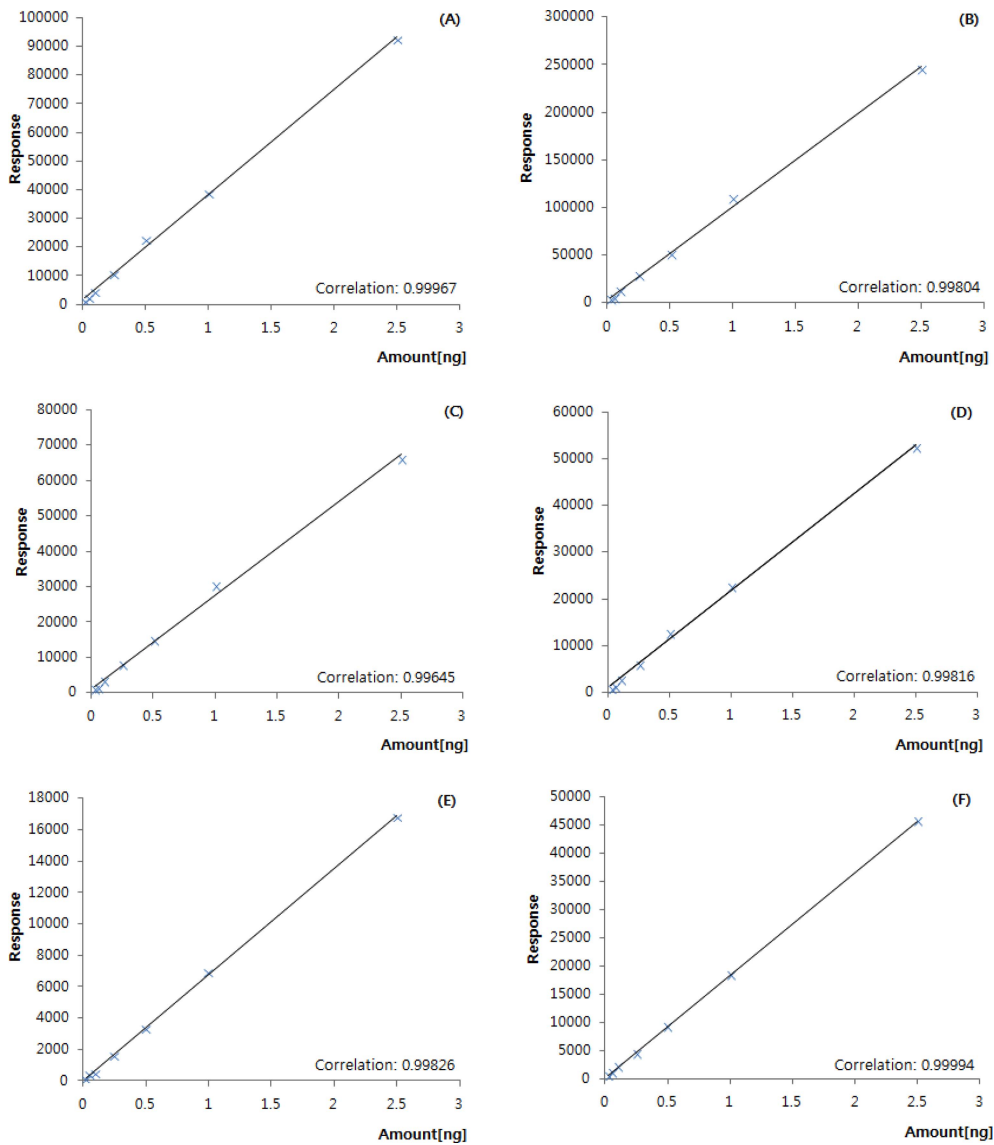 (A)
100000
90000
80000
70000
60000
50000
40000
30000
20000
10000
0
Response
Correlation: 0.99967
0 0.5 1 1.5 2 2.5 3
Amount[ng]
(B)
300000
250000
200000
150000
100000
50000
0
Response
Correlation: 0.99804
0 0.5 1 1.5 2 2.5 3
Amount[ng]
(C)
80000
70000
60000
50000
40000
30000
20000
10000
0
Response
Correlation: 0.99645
0 0.5 1 1.5 2 2.5 3
Amount[ng]
(D)
60000
50000
40000
30000
20000
10000
0
Response
Correlation: 0.99816
0 0.5 1 1.5 2 2.5 3
Amount[ng]
(E)
18000
16000
14000
12000
10000
8000
6000
4000
2000
0
Response
Correlation: 0.99826
0 0.5 1 1.5 2 2.5 3
Amount[ng]
(F)
50000
45000
40000
35000
30000
25000
20000
15000
10000
5000
0
Response
Correlation: 0.99994
0 0.5 1 1.5 2 2.5 3
Amount[ng]